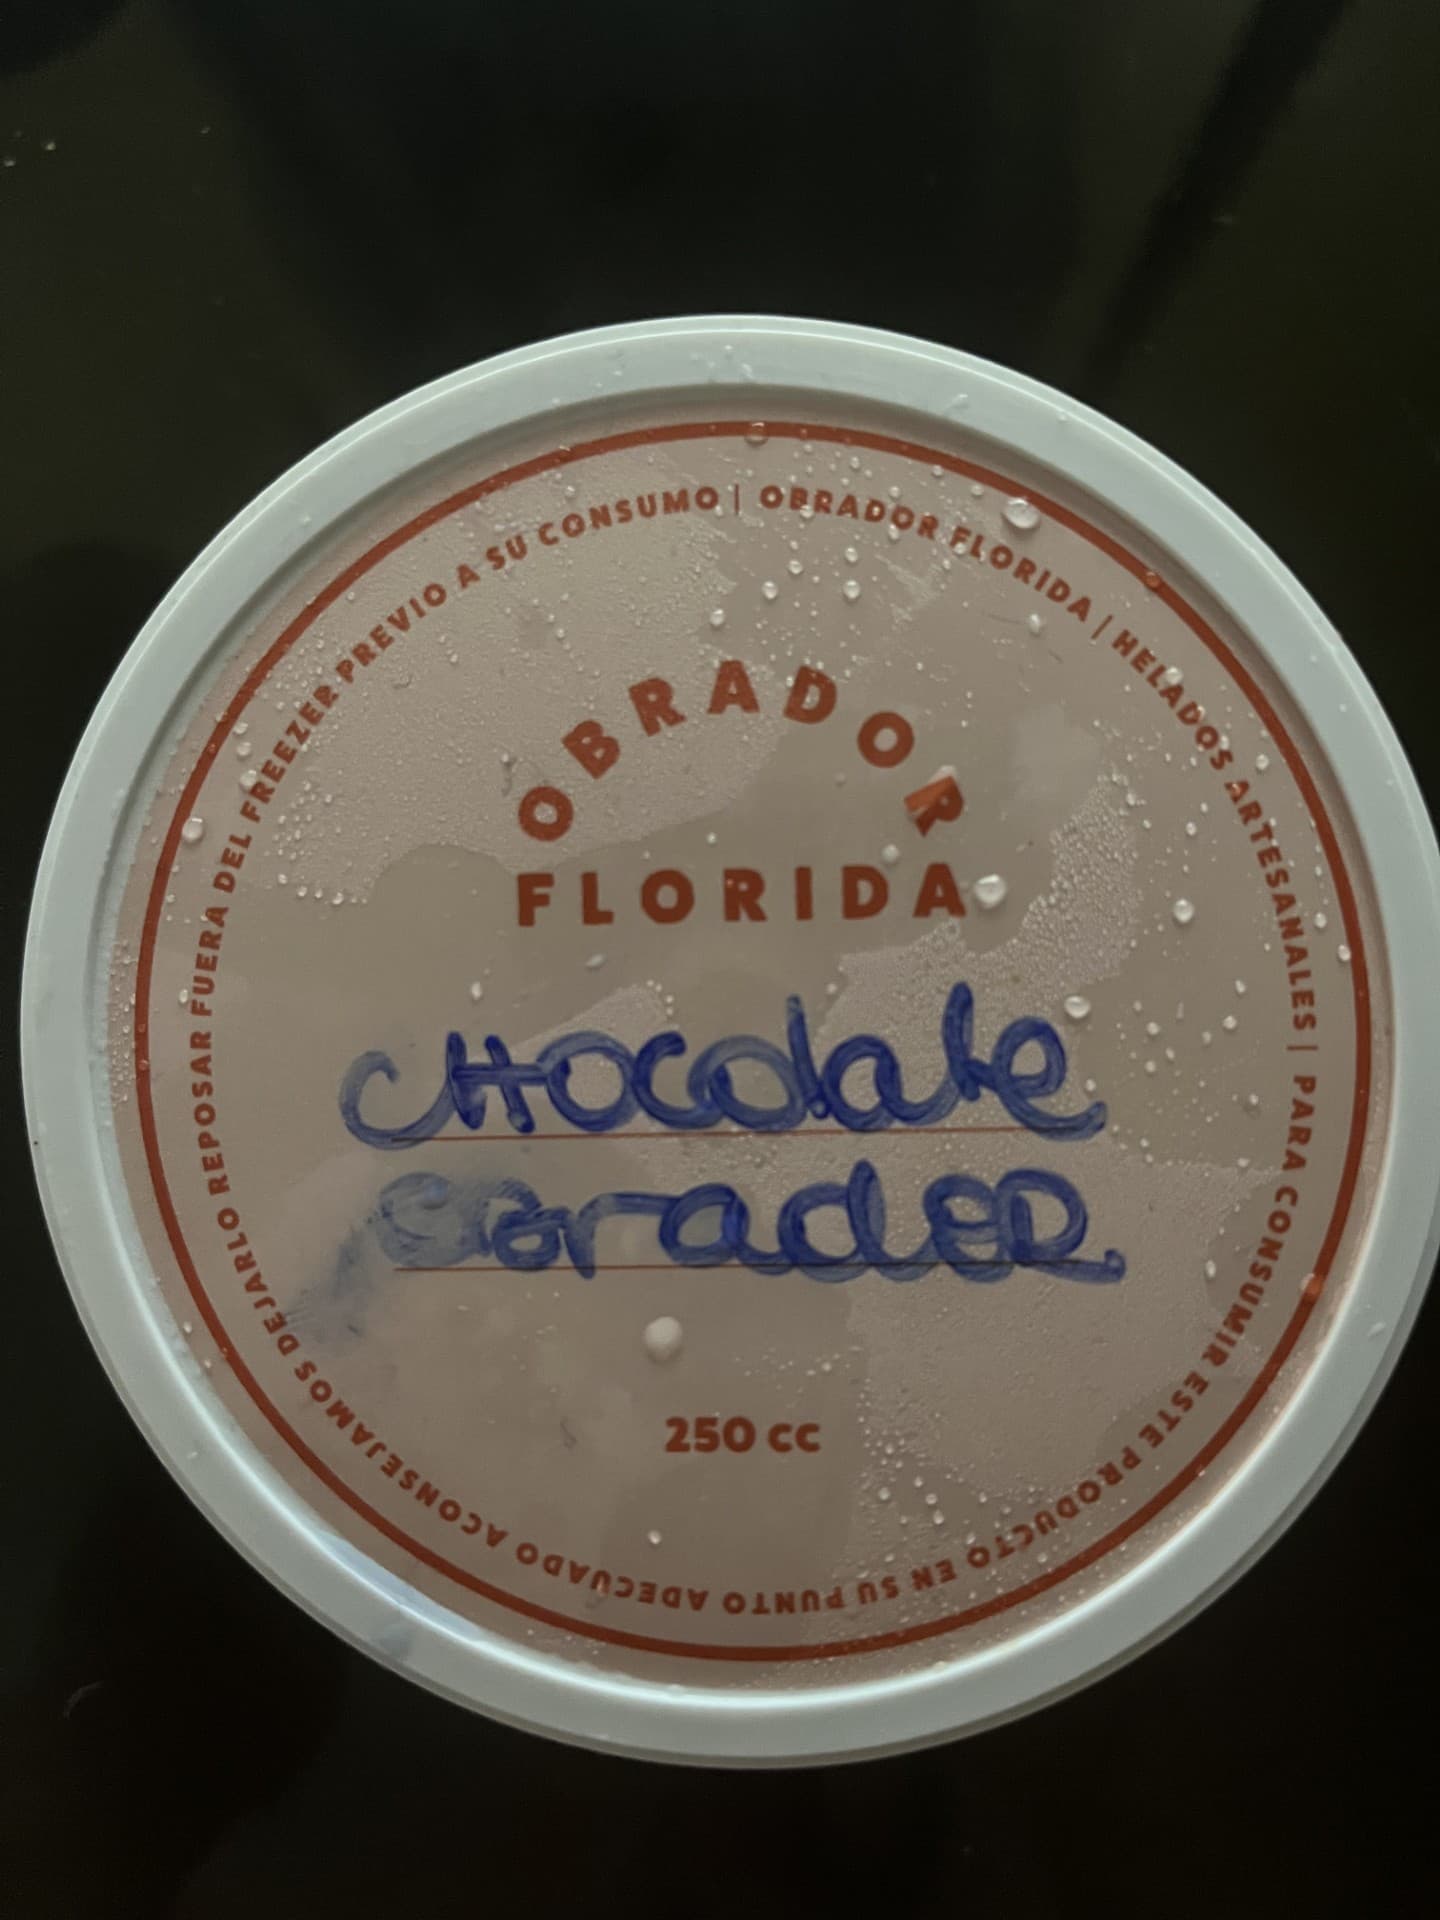 OBRADOR FLORIDA | HELADOS ARTESANALES | PARA CONSUMIR ESTE PRODUCTO EN SU PUNTO ADECUADO ACONSEJAMOS DEJARLO REPOSAR FUERA DEL FREEZER PREVIO A SU CONSUMO |
OBRADOR
FLORIDA
CHocolate
obradoR
250 cc